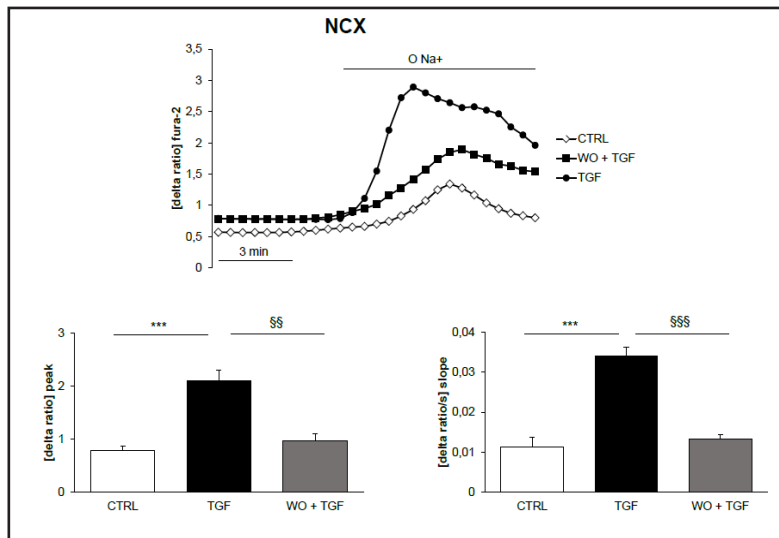 NCX
3,5
3
2,5
2
1,5
1
0,5
0
[delta ratio] fura-2
O Na+
3 min
CTRL
WO + TGF
TGF
3
2
1
0
[delta ratio] peak
***
§§
CTRL
TGF
WO + TGF
0,04
0,03
0,02
0,01
0
[delta ratio/s] slope
***
§§§
CTRL
TGF
WO + TGF